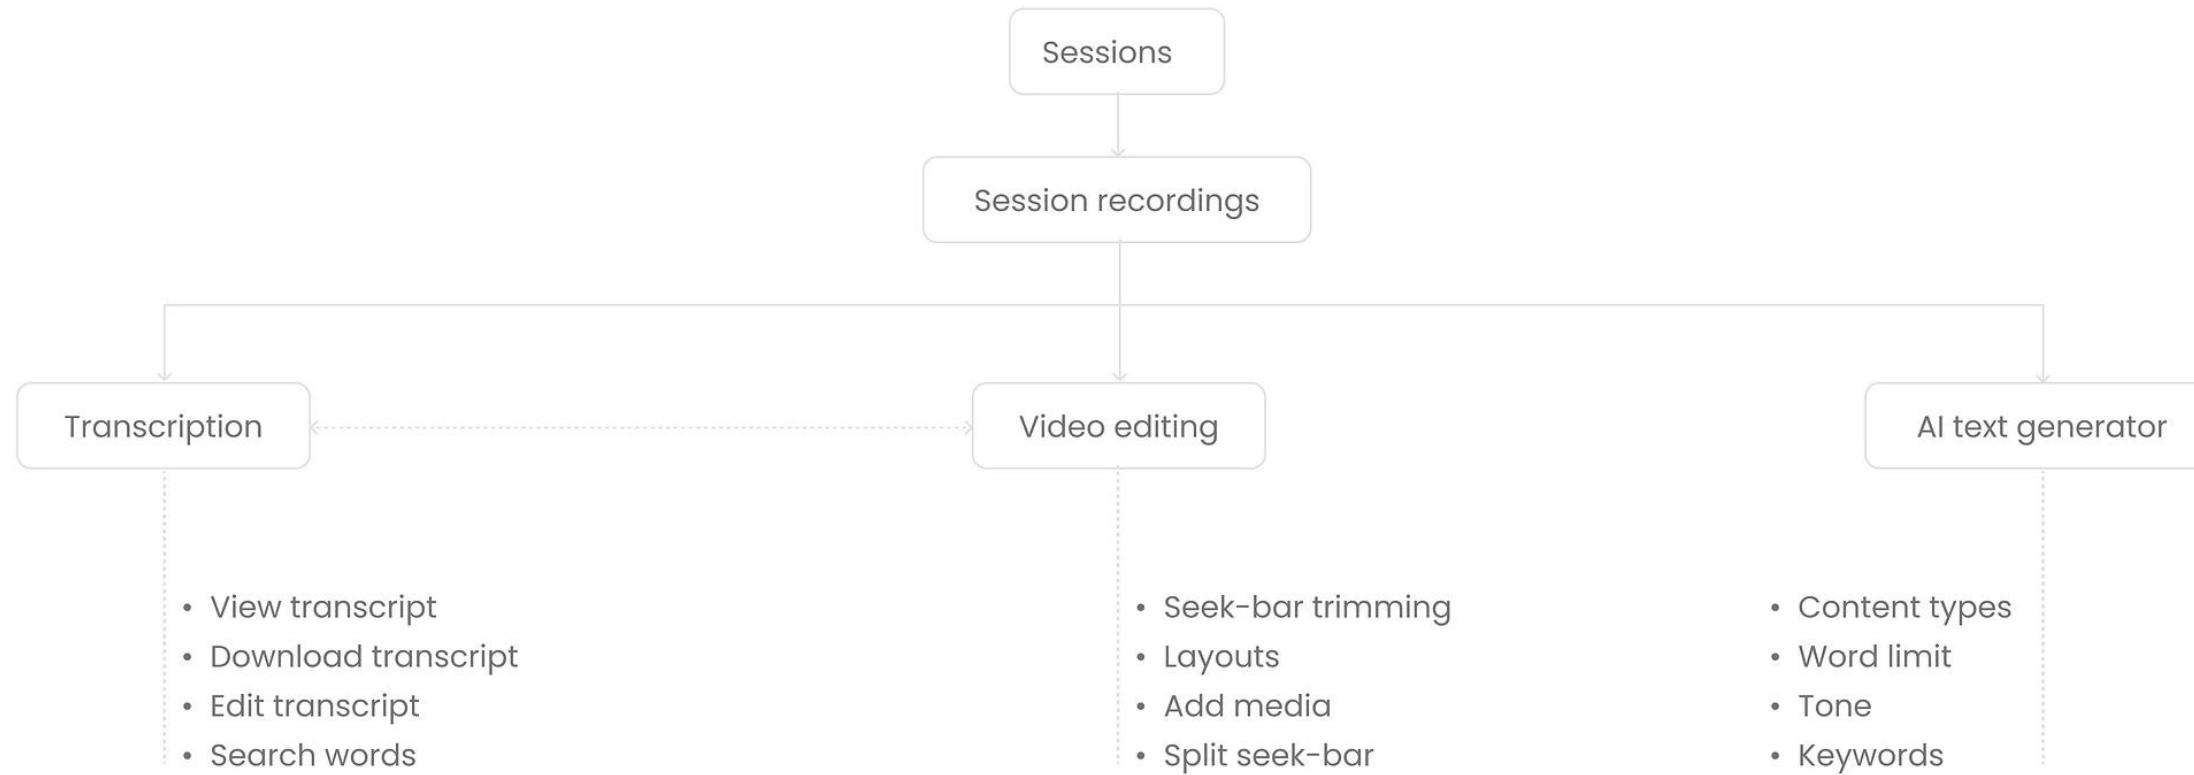 Sessions
Session recordings
Transcription
Video editing
AI text generator
• View transcript
• Download transcript
• Edit transcript
• Search words
• Seek-bar trimming
• Layouts
• Add media
• Split seek-bar
• Content types
• Word limit
• Tone
• Keywords